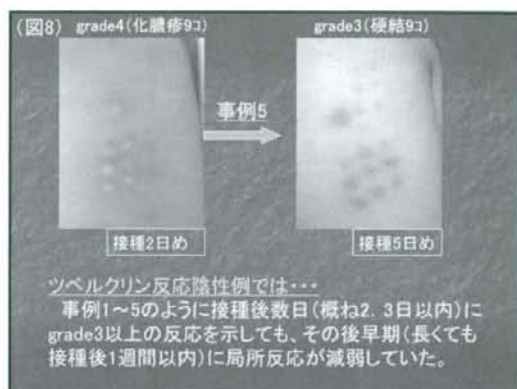 (図8)
grade4(化膿疹9コ)
grade3(硬結9コ)
事例5
接種2日め
接種5日め
ツベルクリン反応陰性例では・・・
事例1~5のように接種後数日(概ね2.3日以内)に
grade3以上の反応を示しても、その後早期(長くても
接種後1週間以内)に局所反応が減弱していた。